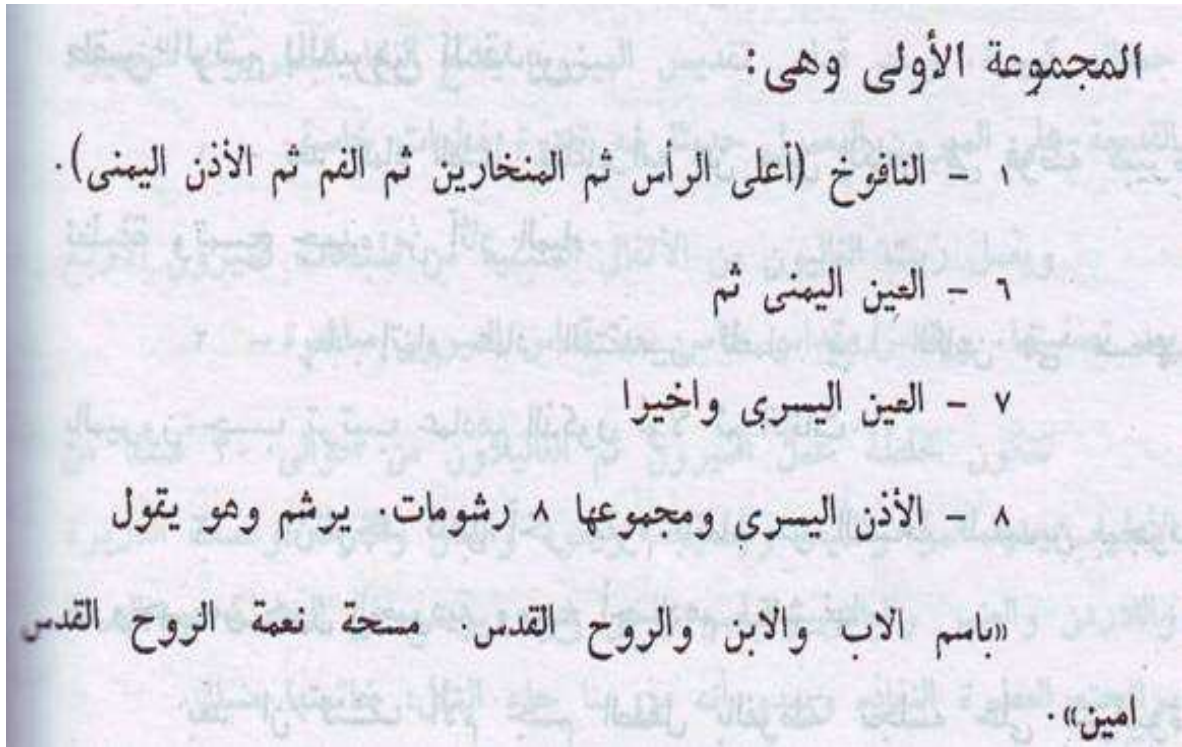 المجموعة الأولى وهى:
١ - النافوخ (أعلى الرأس ثم المنخارين ثم الفم ثم الأذن اليمنى).
٦ - العين اليمنى ثم
٧ - العين اليسرى واخيرا
٨ - الأذن اليسرى ومجموعها ٨ رشومات. يرشم وهو يقول
«باسم الاب والابن والروح القدس. مسحة نعمة الروح القدس
امين».